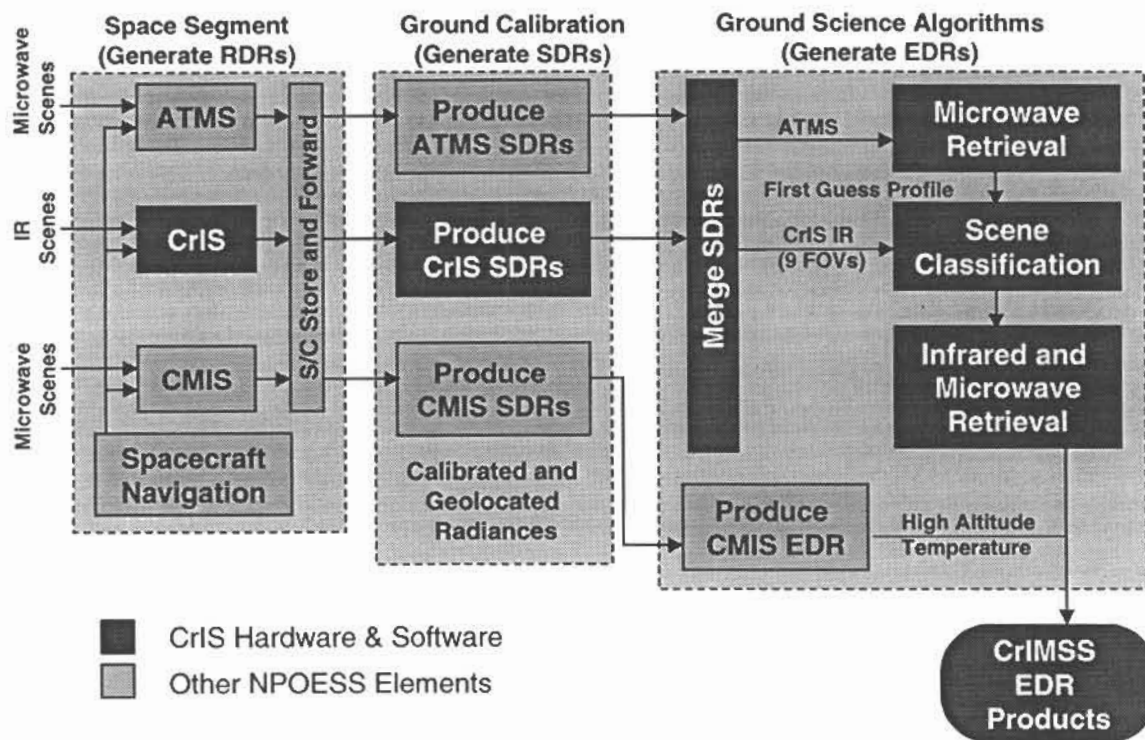 Space Segment
(Generate RDRs)
Ground Calibration
(Generate SDRs)
Ground Science Algorithms
(Generate EDRs)
Microwave
Scenes
IR
Scenes
Microwave
Scenes
ATMS
CrIS
CMIS
Spacecraft
Navigation
S/C Store and Forward
Produce
ATMS SDRs
Produce
CrIS SDRs
Produce
CMIS SDRs
Calibrated and
Geolocated
Radiances
Merge SDRs
ATMS
First Guess Profile
CrIS IR
(9 FOVs)
Microwave
Retrieval
Scene
Classification
Infrared and
Microwave
Retrieval
Produce
CMIS EDR
High Altitude
Temperature
CrIS Hardware & Software
Other NPOESS Elements
CrIMSS
EDR
Products